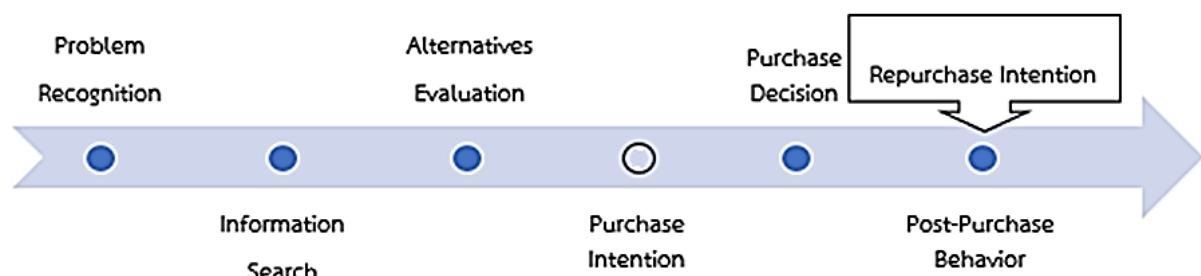 Problem
Recognition
Information
Search
Alternatives
Evaluation
Purchase
Intention
Purchase
Decision
Repurchase Intention
Post-Purchase
Behavior